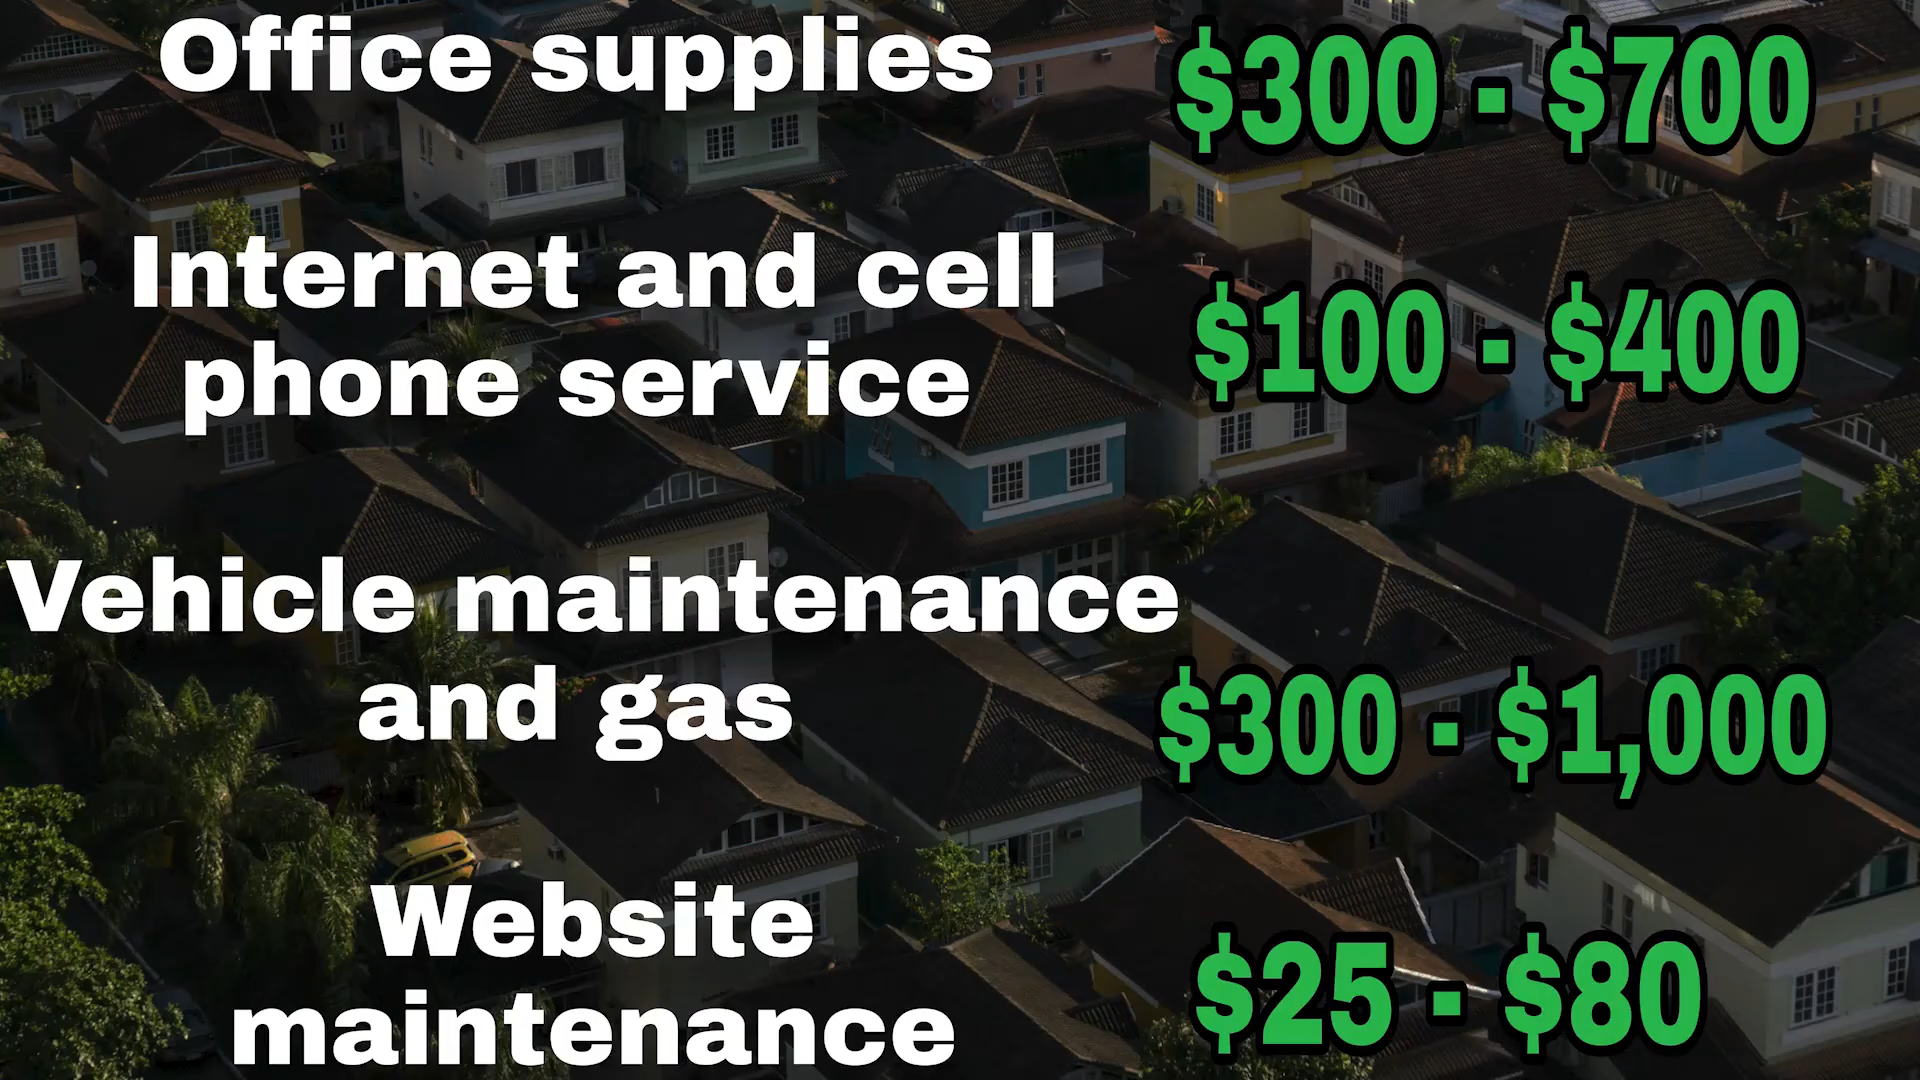 Office supplies
$300 - $700
Internet and cell
phone service
$100 - $400
Vehicle maintenance
and gas
$300 - $1,000
Website
maintenance
$25 - $80